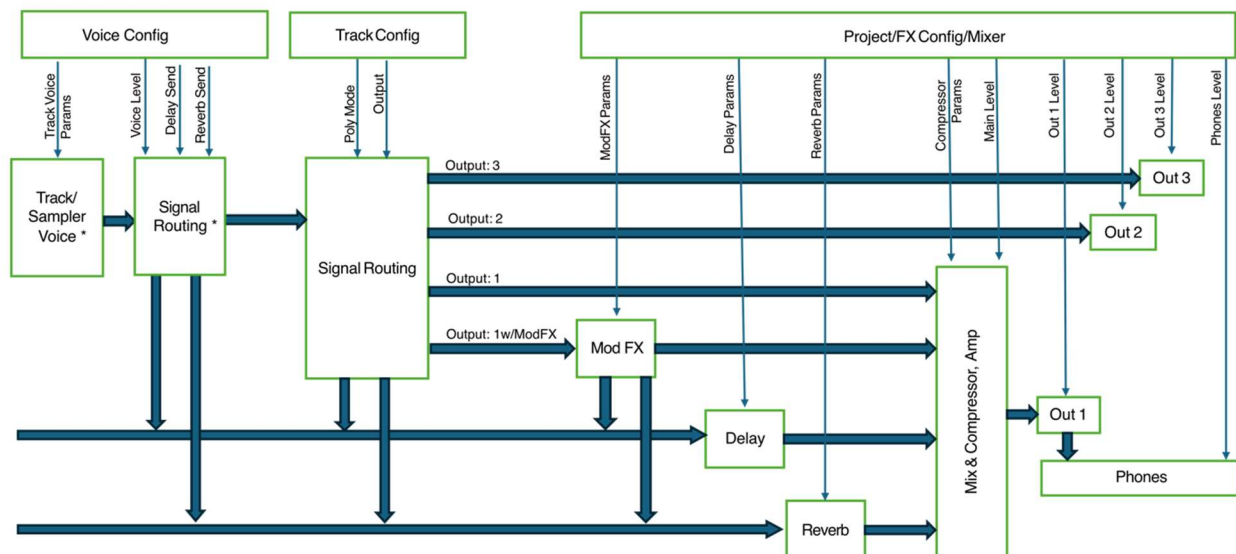 Voice Config
Track Config
Project/FX Config/Mixer
Track Voice
Params
Voice Level
Delay Send
Reverb Send
Poly Mode
Output
ModFX Params
Delay Params
Reverb Params
Compressor
Params
Main Level
Out 1 Level
Out 2 Level
Out 3 Level
Phones Level
Track/
Sampler
Voice *
Signal
Routing *
Signal Routing
Output: 3
Out 3
Output: 2
Out 2
Output: 1
Output: 1w/ModFX
Mod FX
Mix & Compressor, Amp
Out 1
Delay
Phones
Reverb